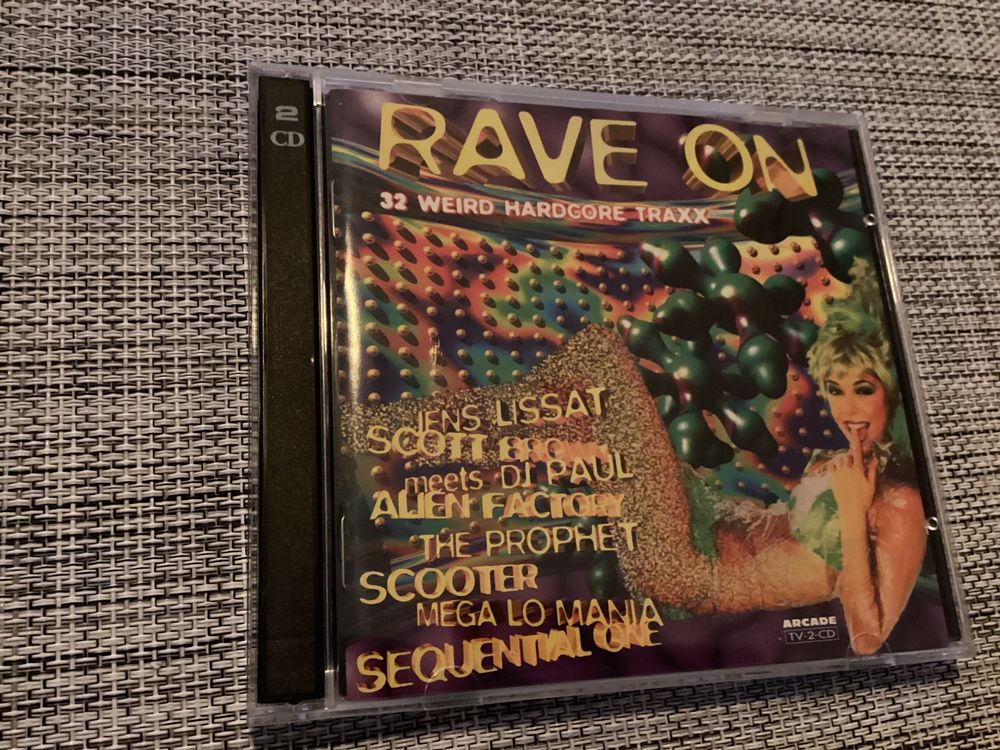 2
CD
RAVE ON
32 WEIRD HARDCORE TRAXX
JENS LISSAT
SCOTT BROWN
meets DJ PAUL
ALIEN FACTORY
THE PROPHET
SCOOTER
MEGA LO MANIA
SEQUENTIAL ONE
ARCADE
TV-2-CD